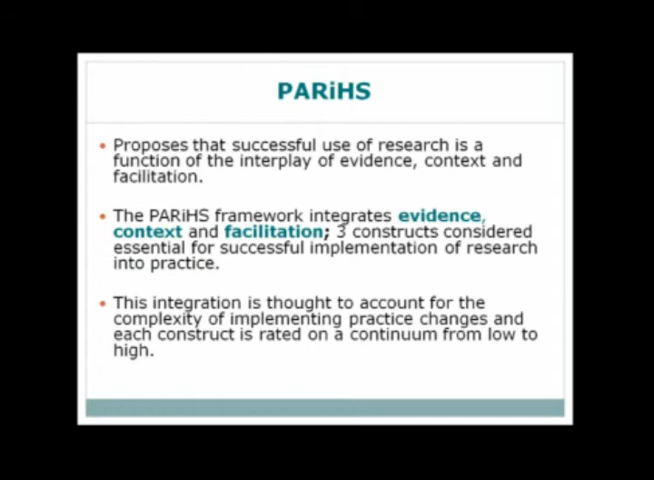 PARiHS
• Proposes that successful use of research is a
function of the interplay of evidence, context and
facilitation.
• The PARiHS framework integrates evidence,
context and facilitation; 3 constructs considered
essential for successful implementation of research
into practice.
• This integration is thought to account for the
complexity of implementing practice changes and
each construct is rated on a continuum from low to
high.